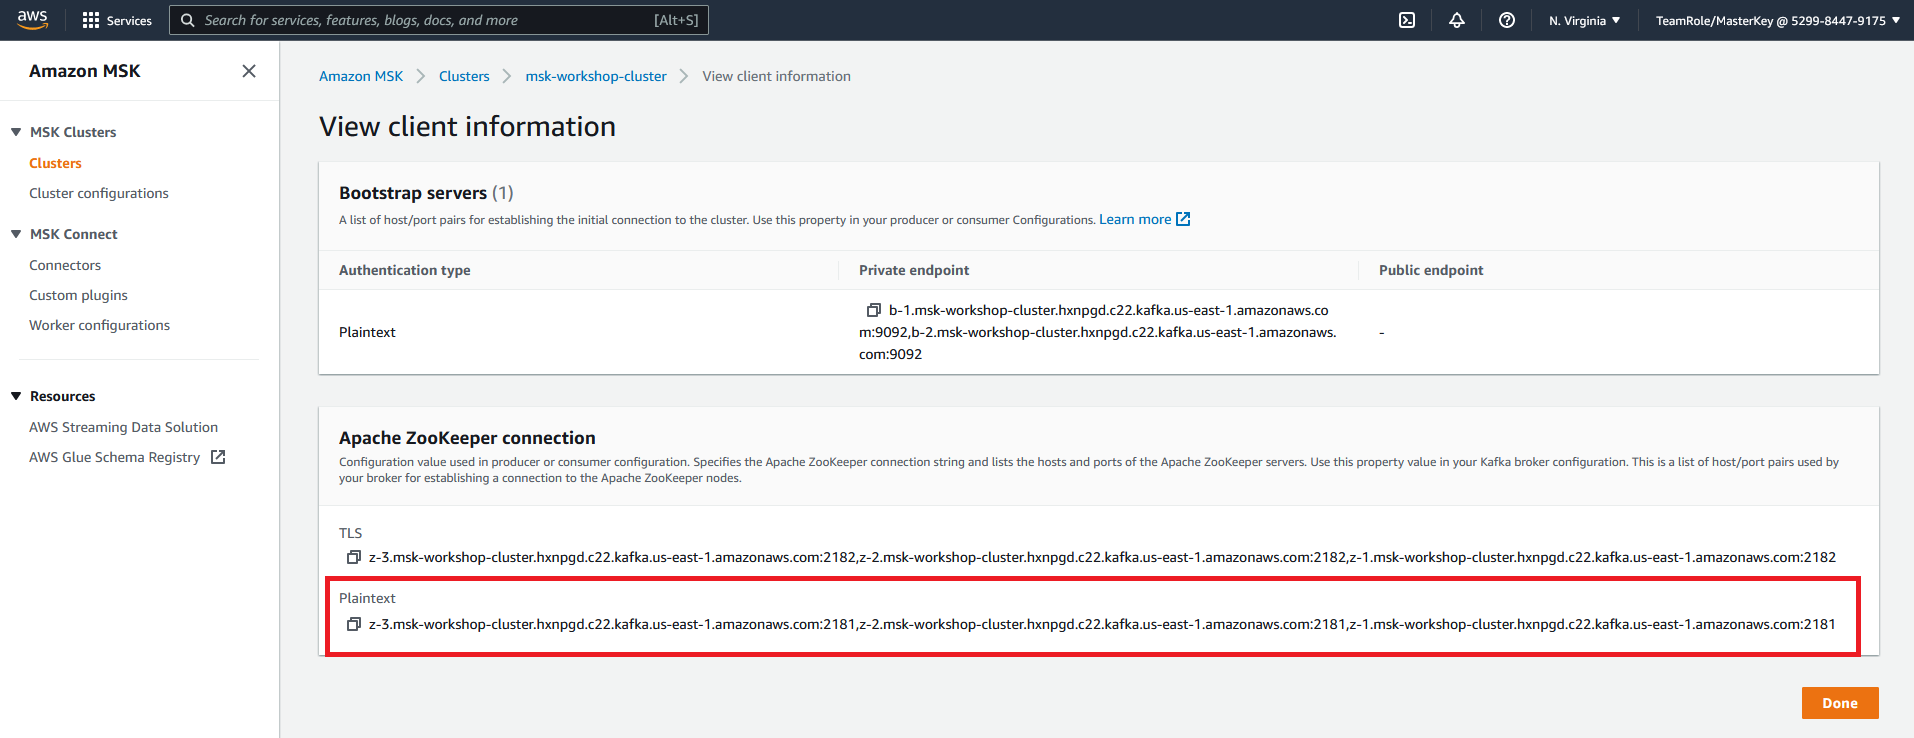 aws
Services
Search for services, features, blogs, docs, and more
[Alt+S]
N. Virginia
TeamRole/MasterKey @ 5299-8447-9175
Amazon MSK
MSK Clusters
Clusters
Cluster configurations
MSK Connect
Connectors
Custom plugins
Worker configurations
Resources
AWS Streaming Data Solution
AWS Glue Schema Registry
Amazon MSK
Clusters
msk-workshop-cluster
View client information
View client information
Bootstrap servers (1)
A list of host/port pairs for establishing the initial connection to the cluster. Use this property in your producer or consumer Configurations. Learn more
Authentication type
Private endpoint
Public endpoint
Plaintext
b-1.msk-workshop-cluster.hxnpgd.c22.kafka.us-east-1.amazonaws.co
m:9092,b-2.msk-workshop-cluster.hxnpgd.c22.kafka.us-east-1.amazonaws.
com:9092
-
Apache ZooKeeper connection
Configuration value used in producer or consumer configuration. Specifies the Apache ZooKeeper connection string and lists the hosts and ports of the Apache ZooKeeper servers. Use this property value in your Kafka broker configuration. This is a list of host/port pairs used by
your broker for establishing a connection to the Apache ZooKeeper nodes.
TLS
z-3.msk-workshop-cluster.hxnpgd.c22.kafka.us-east-1.amazonaws.com:2182,z-2.msk-workshop-cluster.hxnpgd.c22.kafka.us-east-1.amazonaws.com:2182,z-1.msk-workshop-cluster.hxnpgd.c22.kafka.us-east-1.amazonaws.com:2182
Plaintext
z-3.msk-workshop-cluster.hxnpgd.c22.kafka.us-east-1.amazonaws.com:2181,z-2.msk-workshop-cluster.hxnpgd.c22.kafka.us-east-1.amazonaws.com:2181,z-1.msk-workshop-cluster.hxnpgd.c22.kafka.us-east-1.amazonaws.com:2181
Done